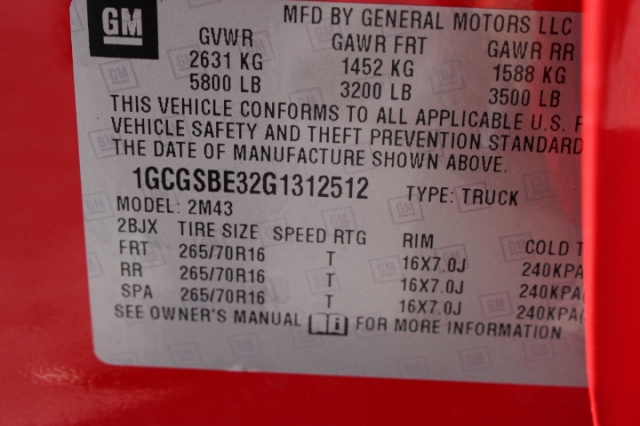 GM MFD BY GENERAL MOTORS LLC
GVWR GAWR FRT GAWR RR
2631 KG 1452 KG 1588 KG
5800 LB 3200 LB 3500 LB
THIS VEHICLE CONFORMS TO ALL APPLICABLE U.S. F
VEHICLE SAFETY AND THEFT PREVENTION STANDARD
THE DATE OF MANUFACTURE SHOWN ABOVE.
1GCGSBE32G1312512 TYPE: TRUCK
MODEL: 2M43
2BJX TIRE SIZE SPEED RTG RIM COLD T
FRT 265/70R16 T 16X7.0J 240KPA
RR 265/70R16 T 16X7.0J 240KPA
SPA 265/70R16 T 16X7.0J 240KPA
SEE OWNER'S MANUAL i FOR MORE INFORMATION